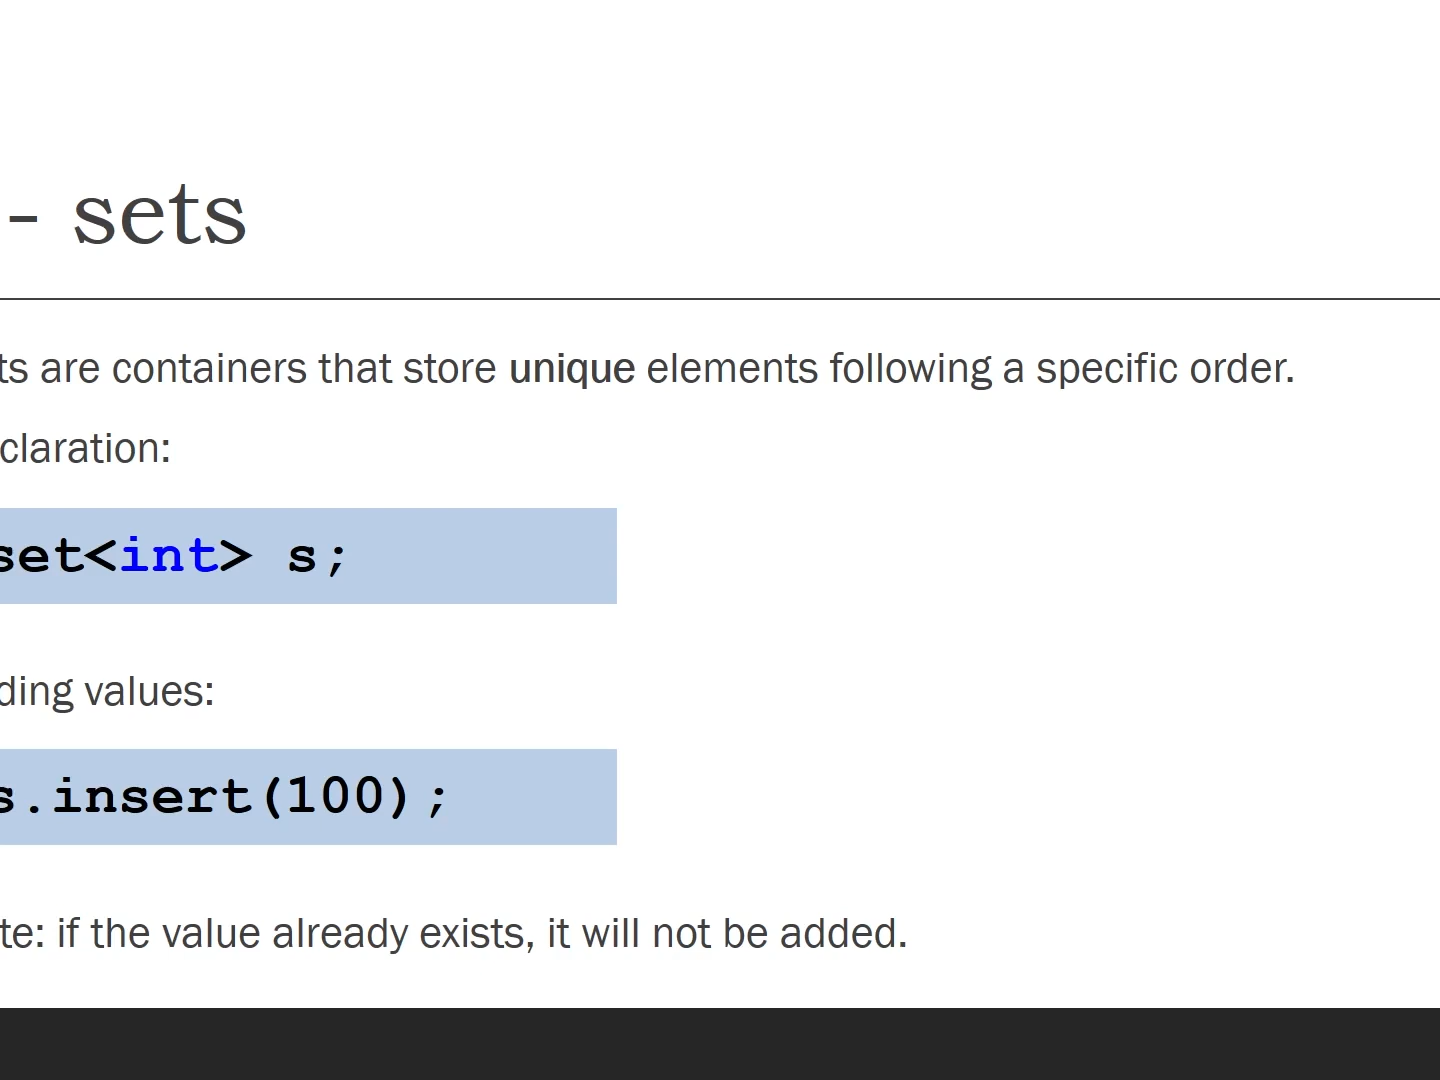 - sets
ts are containers that store unique elements following a specific order.
claration:
set<int> s;
ding values:
s.insert(100);
te: if the value already exists, it will not be added.